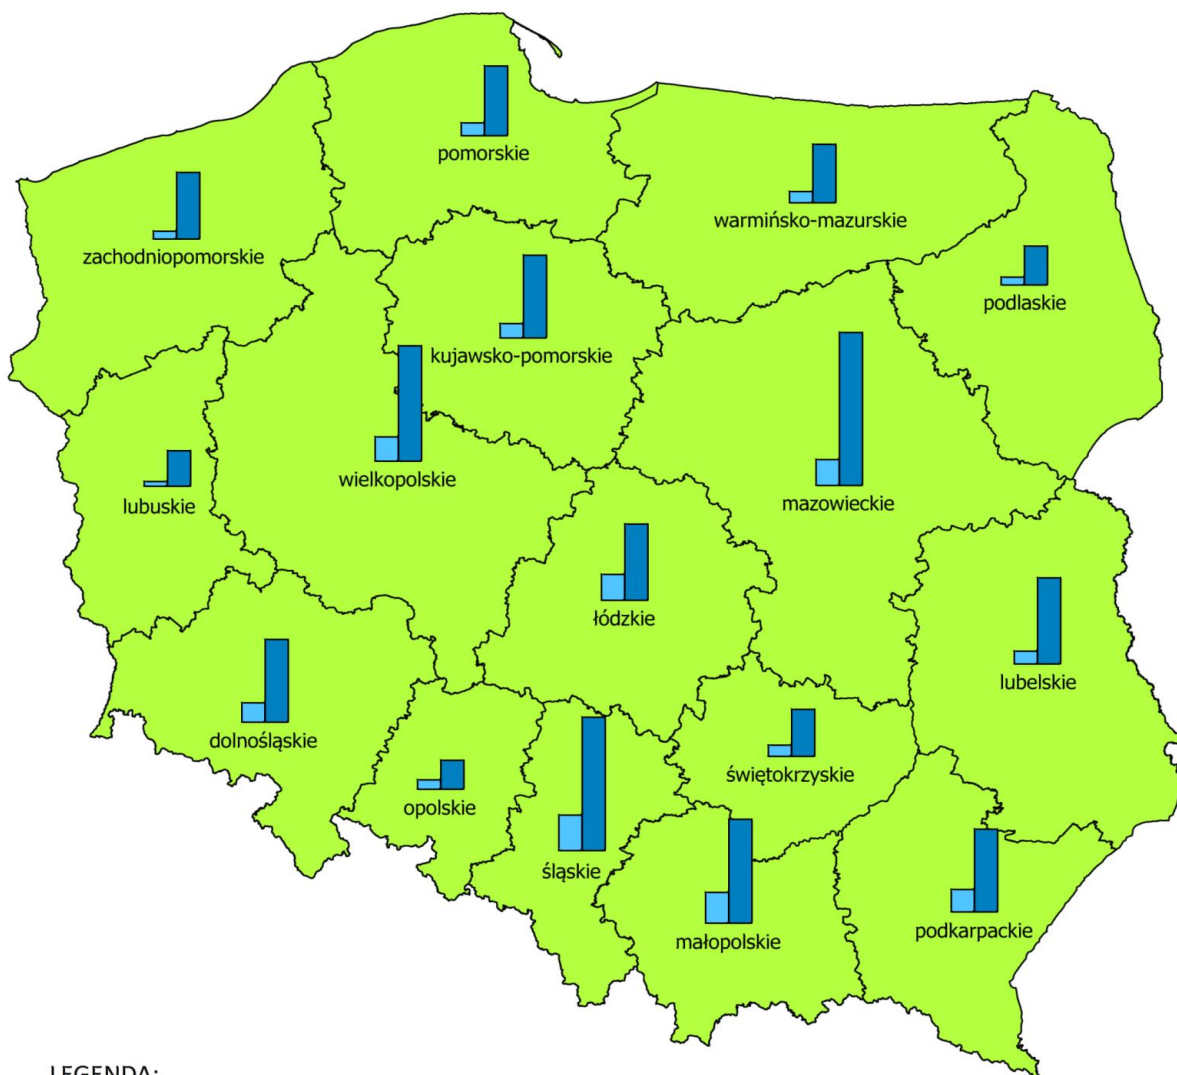 pomorskie
warmińsko-mazurskie
zachodniopomorskie
podlaskie
kujawsko-pomorskie
wielkopolskie
mazowieckie
lubuskie
łódzkie
lubelskie
dolnośląskie
świętokrzyskie
opolskie
śląskie
małopolskie
podkarpackie
LEGENDA: